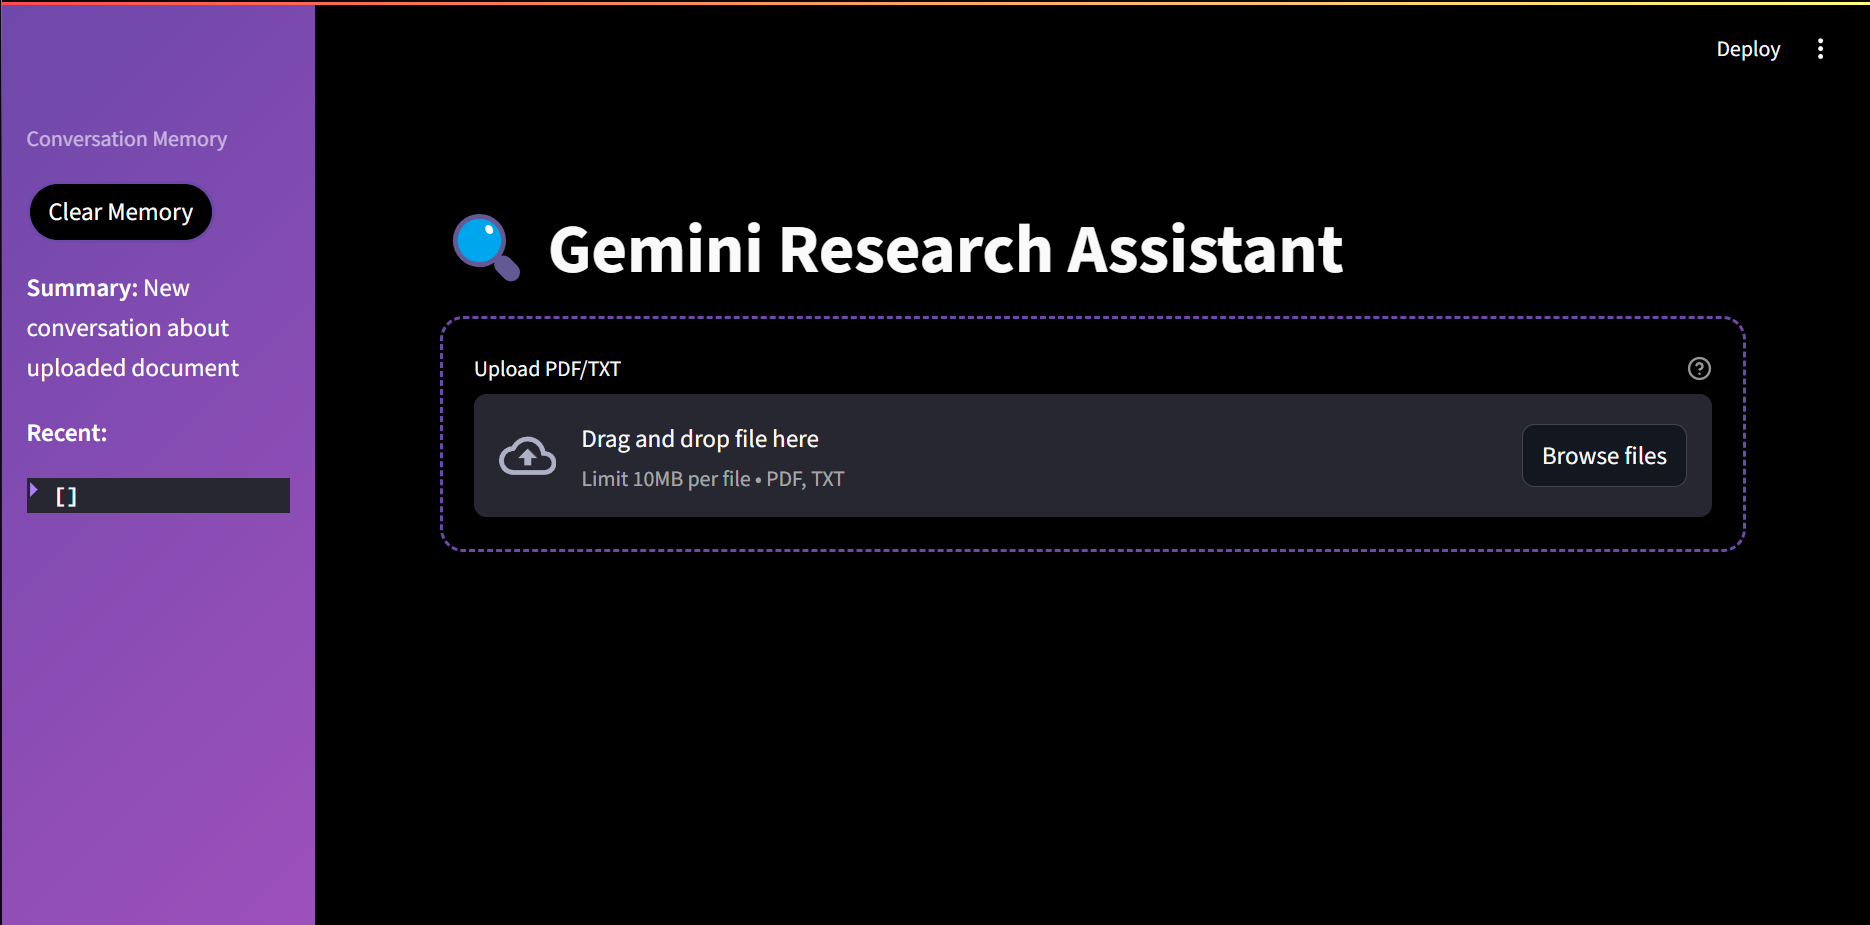 Deploy
Conversation Memory
Clear Memory
Summary: New
conversation about
uploaded document
Recent:
[]
Gemini Research Assistant
Upload PDF/TXT
?
Drag and drop file here
Limit 10MB per file • PDF, TXT
Browse files